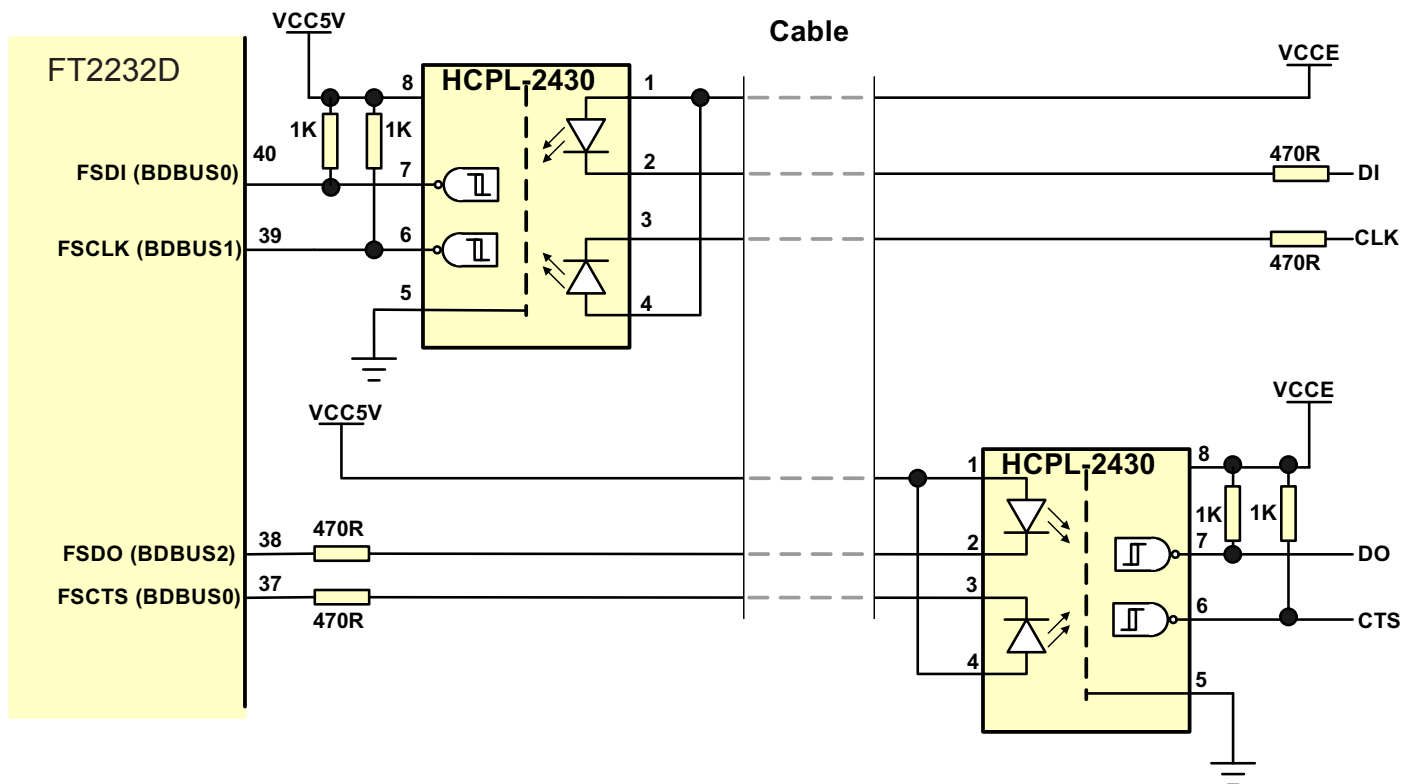 VCC5V
Cable
FT2232D
HCPL-2430
VCCE
8
1
1K
1K
470R
40
FSDI (BDBUS0)
7
2
DI
3
FSCLK (BDBUS1)
39
6
CLK
470R
5
4
VCC5V
VCCE
1
HCPL-2430
8
1K
1K
470R
FSDO (BDBUS2)
38
2
7
DO
FSCTS (BDBUS0)
37
3
6
CTS
470R
4
5